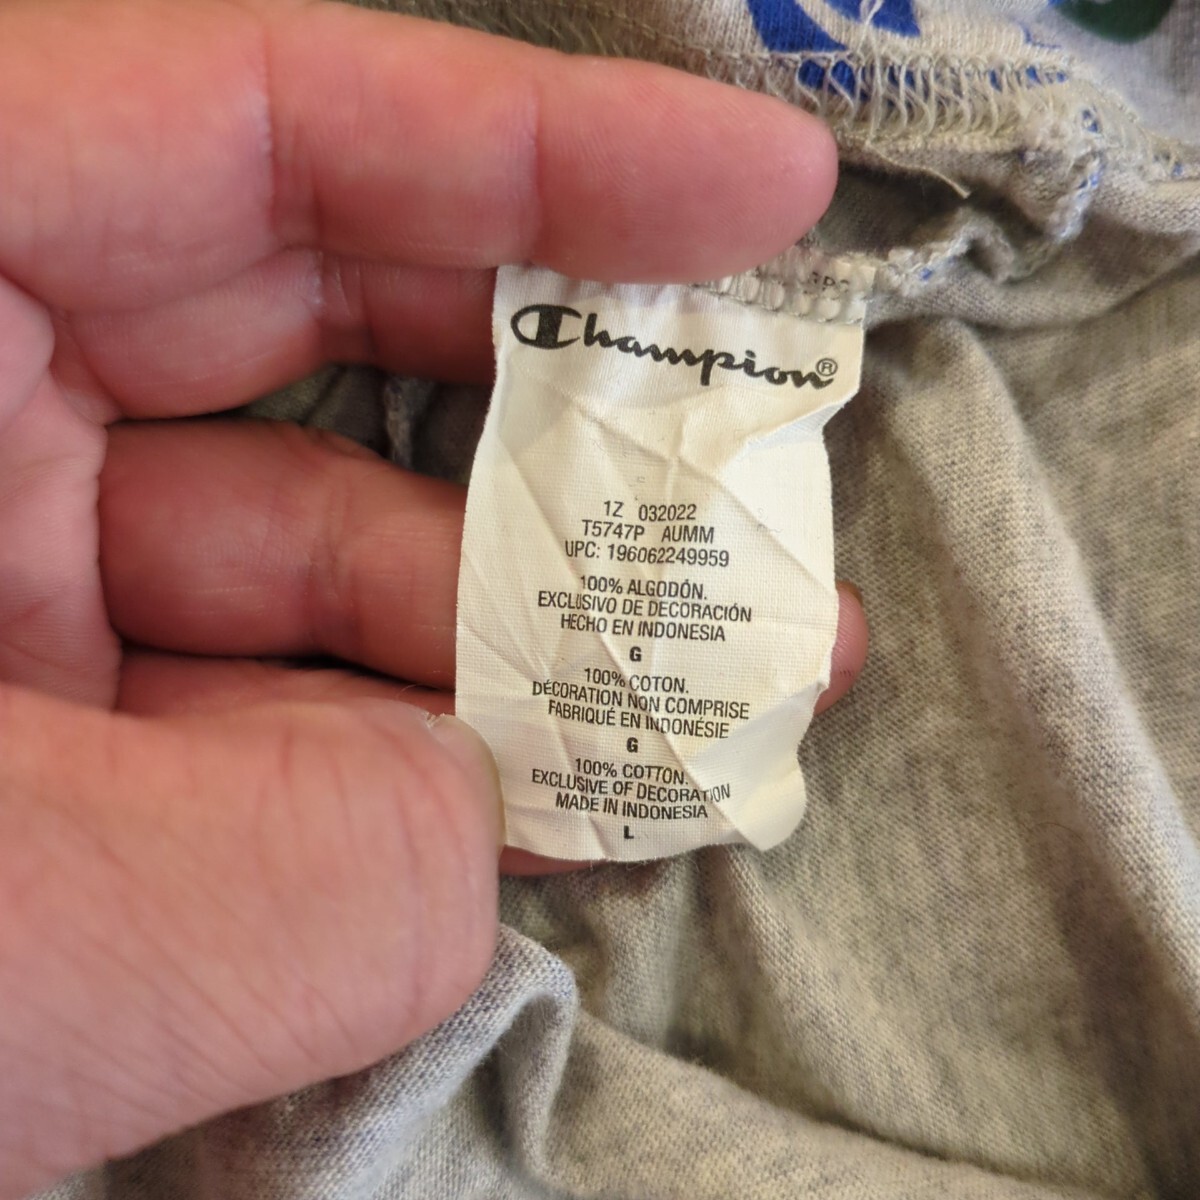 Champion®
1Z 032022
T5747P AUMM
UPC: 196062249959
100% ALGODÓN.
EXCLUSIVO DE DECORACIÓN
HECHO EN INDONESIA
G
100% COTON.
DÉCORATION NON COMPRISE
FABRIQUÉ EN INDONÉSIE
G
100% COTTON.
EXCLUSIVE OF DECORATION
MADE IN INDONESIA
L